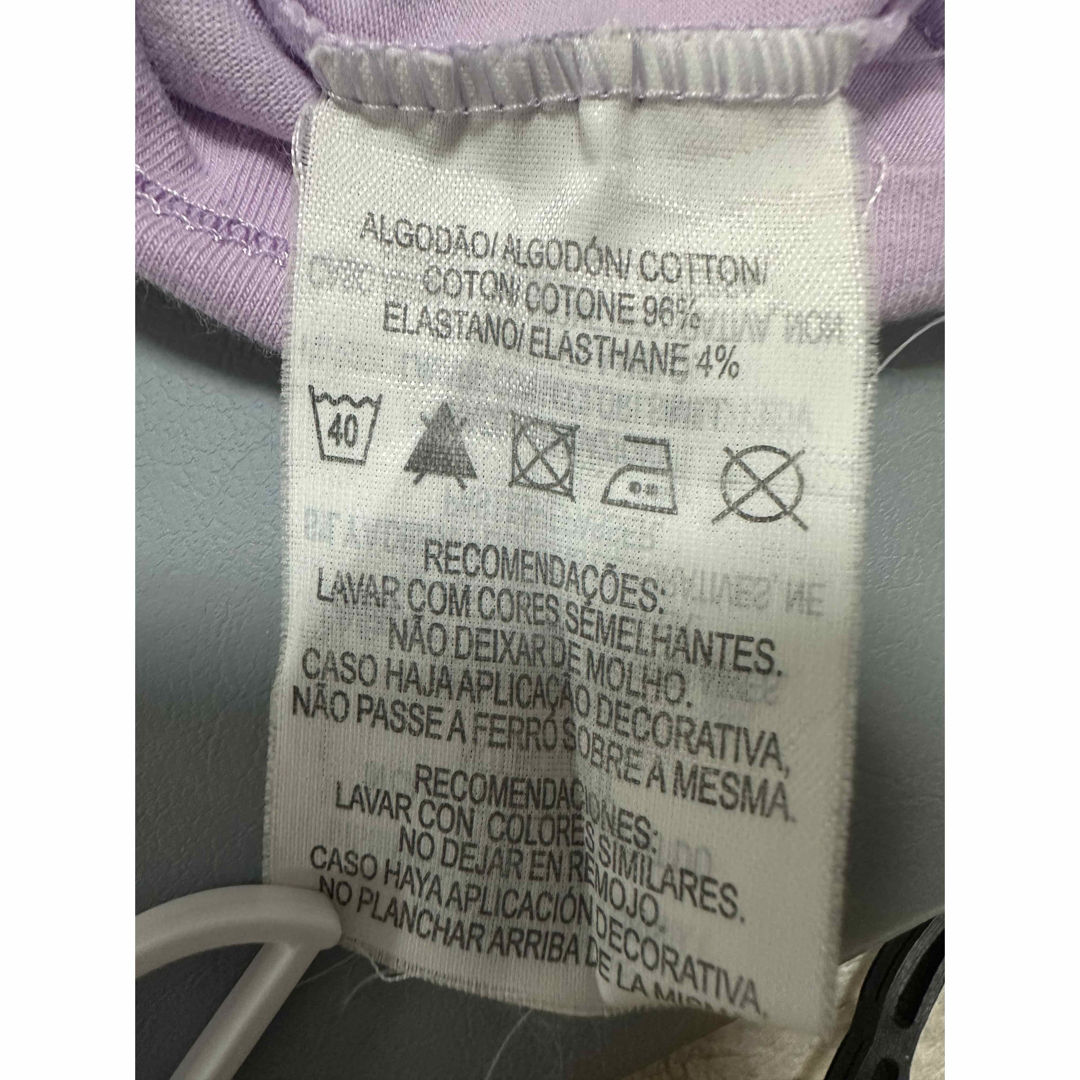 ALGODÃO/ ALGODÓN/ COTTON/
COTON/ COTONE 96%
ELASTANO/ ELASTHANE 4%
40
RECOMENDAÇÕES:
LAVAR COM CORES SEMELHANTES.
NÃO DEIXAR DE MOLHO.
CASO HAJA APLICAÇÃO DECORATIVA,
NÃO PASSE A FERRO SOBRE A MESMA.
RECOMENDACIONES:
LAVAR CON COLORES SIMILARES.
NO DEJAR EN REMOJO.
CASO HAYA APLICACIÓN DECORATIVA
NO PLANCHAR ARRIBA DE LA